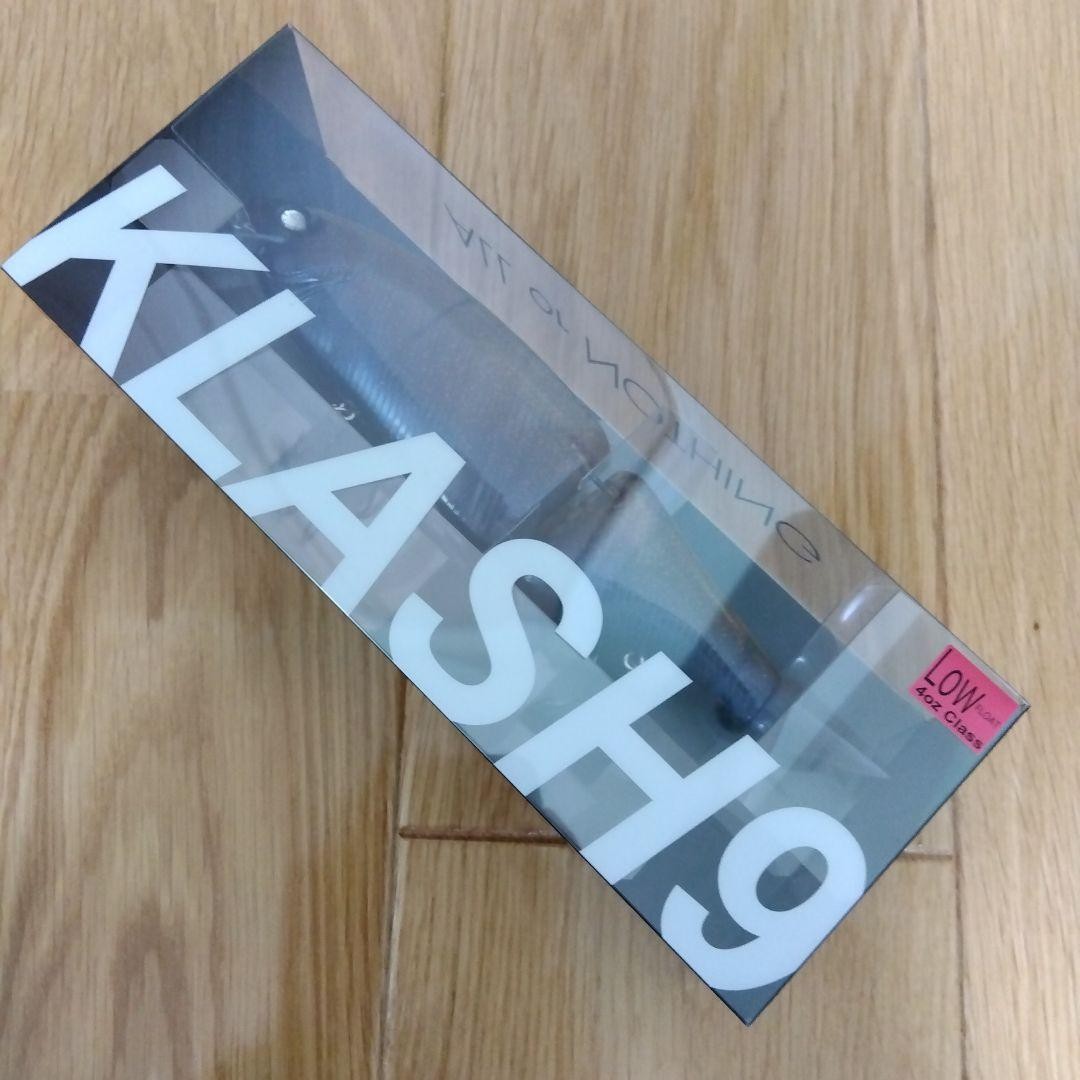 KLASH9
ALL or NOTHING
LOW FLOAT
4oz Class